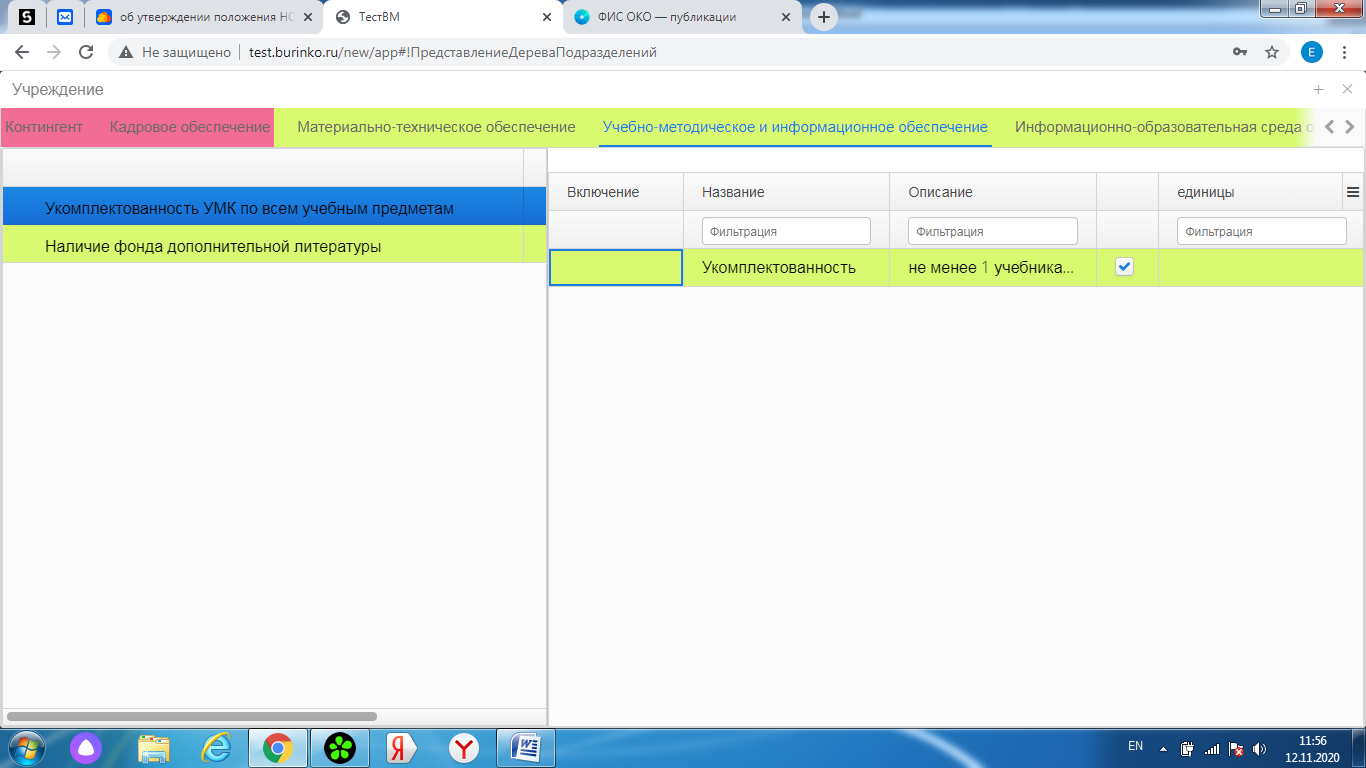 об утверждении положения НО
ТестВМ
ФИС ОКО — публикации
Не защищено
test.burinko.ru/new/app#!ПредставлениеДереваПодразделений
E
Учреждение
Контингент
Кадровое обеспечение
Материально-техническое обеспечение
Учебно-методическое и информационное обеспечение
Информационно-образовательная среда о
Включение
Название
Описание
единицы
Фильтрация
Фильтрация
Фильтрация
Укомплектованность УМК по всем учебным предметам
Наличие фонда дополнительной литературы
Укомплектованность
не менее 1 учебника...
EN
11:56
12.11.2020